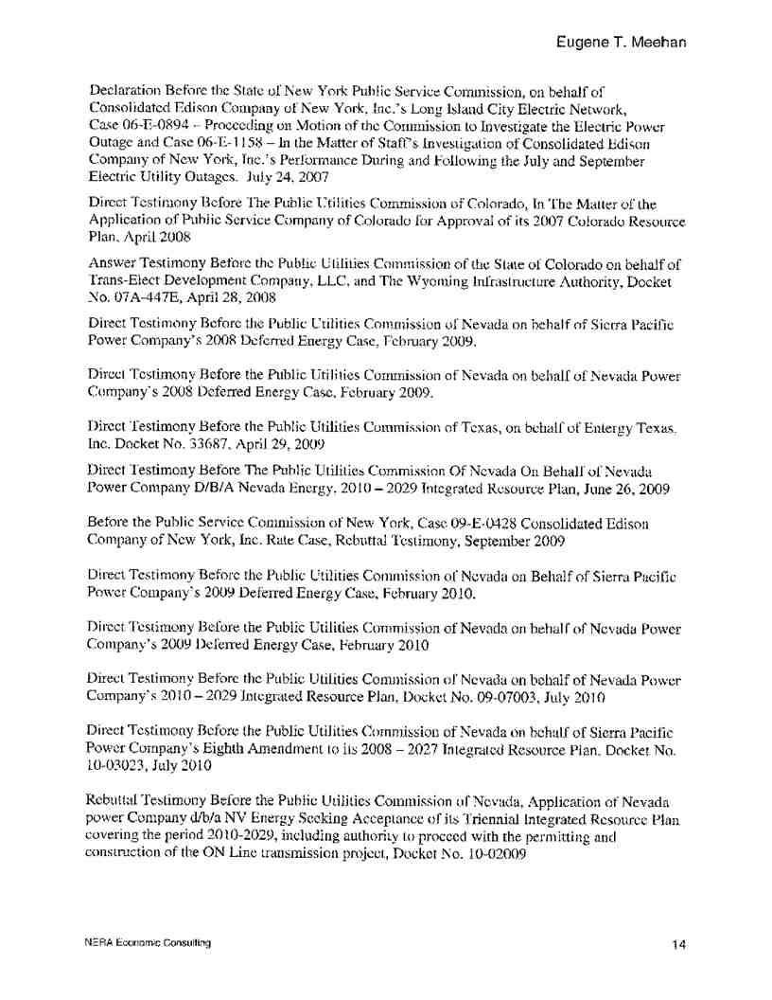 Eugene T. Meehan
Declaration Before the State of New York Public Service Commission, on behalf of
Consolidated Edison Company of New York, Inc.'s Long Island City Electric Network,
Case 06-E-0894 – Proceeding on Motion of the Commission to Investigate the Electric Power
Outage and Case 06-E-1158 – In the Matter of Staff's Investigation of Consolidated Edison
Company of New York, Inc.'s Performance During and Following the July and September
Electric Utility Outages. July 24, 2007
Direct Testimony Before The Public Utilities Commission of Colorado, In The Matter of the
Application of Public Service Company of Colorado for Approval of its 2007 Colorado Resource
Plan, April 2008
Answer Testimony Before the Public Utilities Commission of the State of Colorado on behalf of
Trans-Elect Development Company, LLC, and The Wyoming Infrastructure Authority, Docket
No. 07A-447E, April 28, 2008
Direct Testimony Before the Public Utilities Commission of Nevada on behalf of Sierra Pacific
Power Company's 2008 Deferred Energy Case, February 2009.
Direct Testimony Before the Public Utilities Commission of Nevada on behalf of Nevada Power
Company's 2008 Deferred Energy Case, February 2009.
Direct Testimony Before the Public Utilities Commission of Texas, on behalf of Entergy Texas,
Inc. Docket No. 33687, April 29, 2009
Direct Testimony Before The Public Utilities Commission Of Nevada On Behalf of Nevada
Power Company D/B/A Nevada Energy, 2010 – 2029 Integrated Resource Plan, June 26, 2009
Before the Public Service Commission of New York, Case 09-E-0428 Consolidated Edison
Company of New York, Inc. Rate Case, Rebuttal Testimony, September 2009
Direct Testimony Before the Public Utilities Commission of Nevada on Behalf of Sierra Pacific
Power Company's 2009 Deferred Energy Case, February 2010.
Direct Testimony Before the Public Utilities Commission of Nevada on behalf of Nevada Power
Company's 2009 Deferred Energy Case, February 2010
Direct Testimony Before the Public Utilities Commission of Nevada on behalf of Nevada Power
Company's 2010 – 2029 Integrated Resource Plan, Docket No. 09-07003, July 2010
Direct Testimony Before the Public Utilities Commission of Nevada on behalf of Sierra Pacific
Power Company's Eighth Amendment to its 2008 – 2027 Integrated Resource Plan, Docket No.
10-03023, July 2010
Rebuttal Testimony Before the Public Utilities Commission of Nevada, Application of Nevada
power Company d/b/a NV Energy Seeking Acceptance of its Triennial Integrated Resource Plan
covering the period 2010-2029, including authority to proceed with the permitting and
construction of the ON Line transmission project, Docket No. 10-02009
NERA Economic Consulting
14